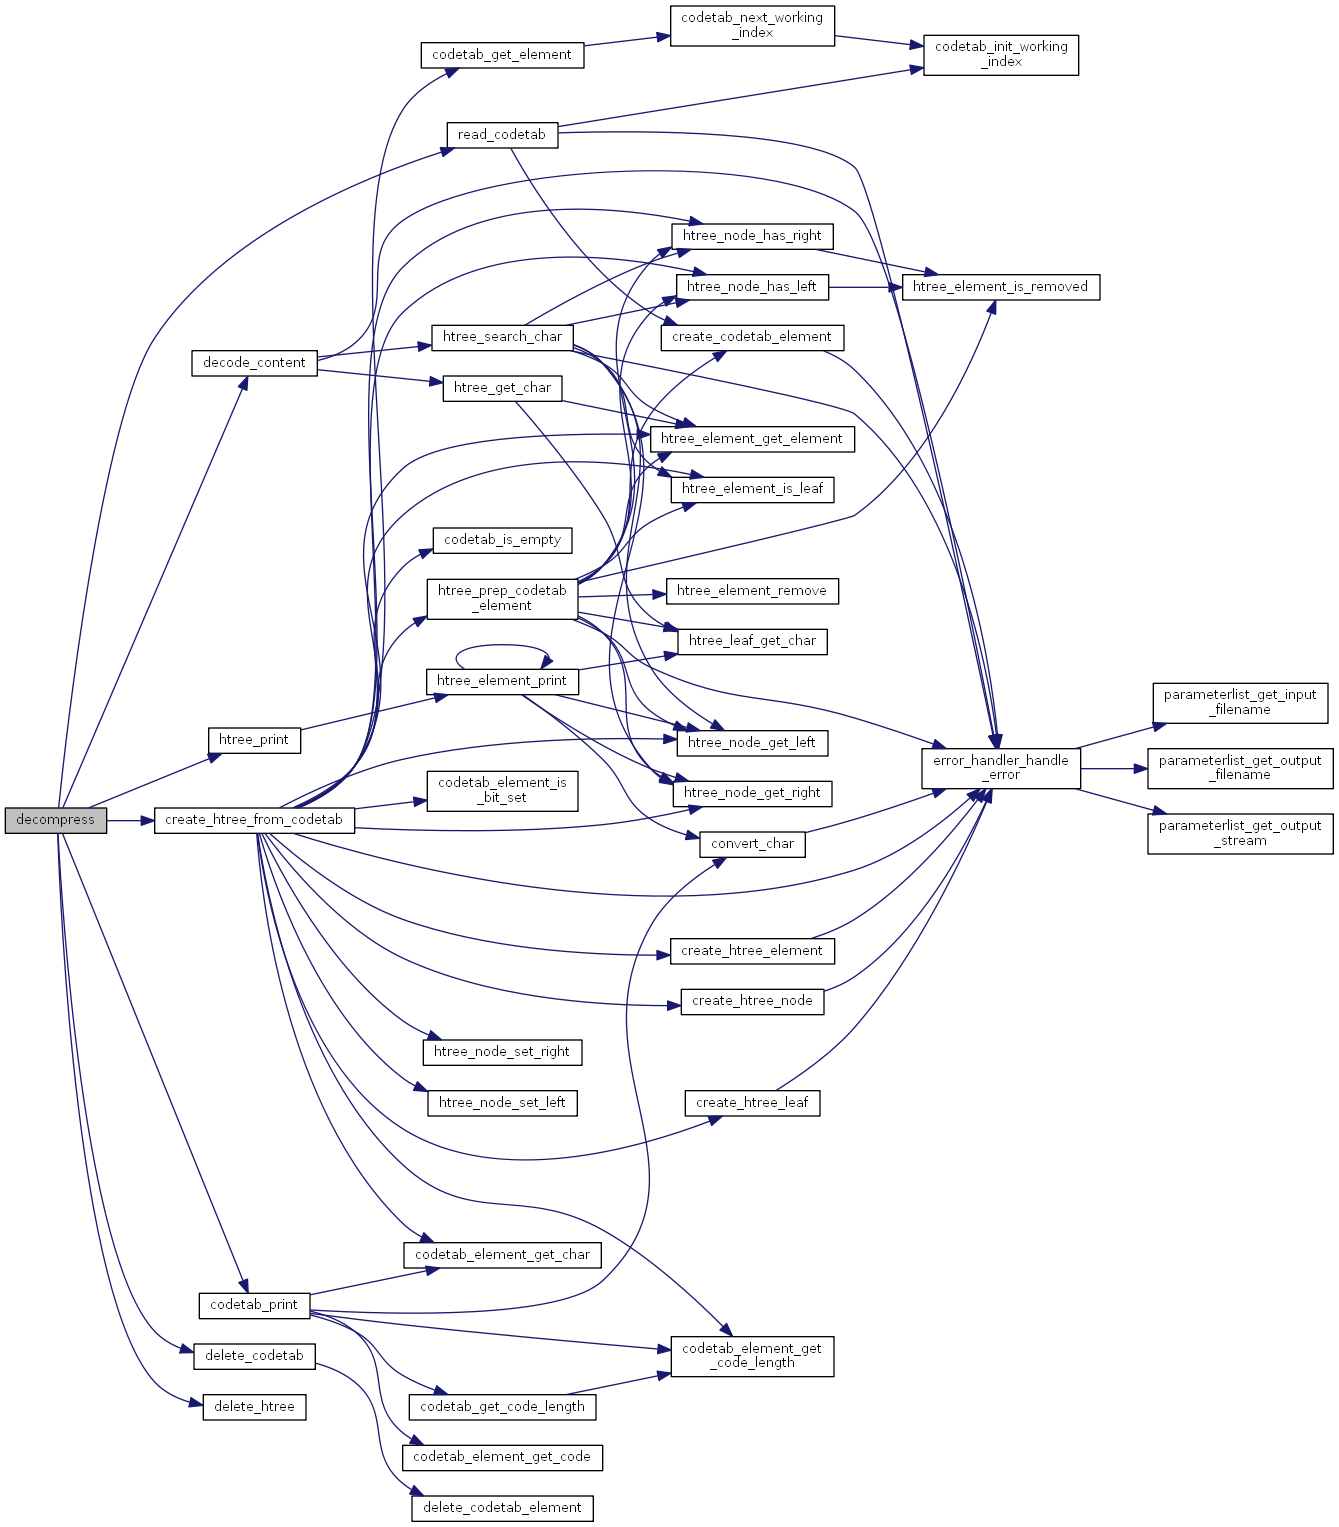 codetab_next_working
_index
codetab_get_element
codetab_init_working
_index
read_codetab
htree_node_has_right
htree_node_has_left
htree_element_is_removed
htree_search_char
create_codetab_element
decode_content
htree_get_char
htree_element_get_element
htree_element_is_leaf
codetab_is_empty
htree_prep_codetab
_element
htree_element_remove
htree_leaf_get_char
htree_element_print
parameterlist_get_input
_filename
htree_print
htree_node_get_left
error_handler_handle
_error
parameterlist_get_output
_filename
codetab_element_is
_bit_set
htree_node_get_right
decompress
create_htree_from_codetab
parameterlist_get_output
_stream
convert_char
create_htree_element
create_htree_node
htree_node_set_right
htree_node_set_left
create_htree_leaf
codetab_element_get_char
codetab_print
delete_codetab
codetab_element_get
_code_length
delete_htree
codetab_get_code_length
codetab_element_get_code
delete_codetab_element